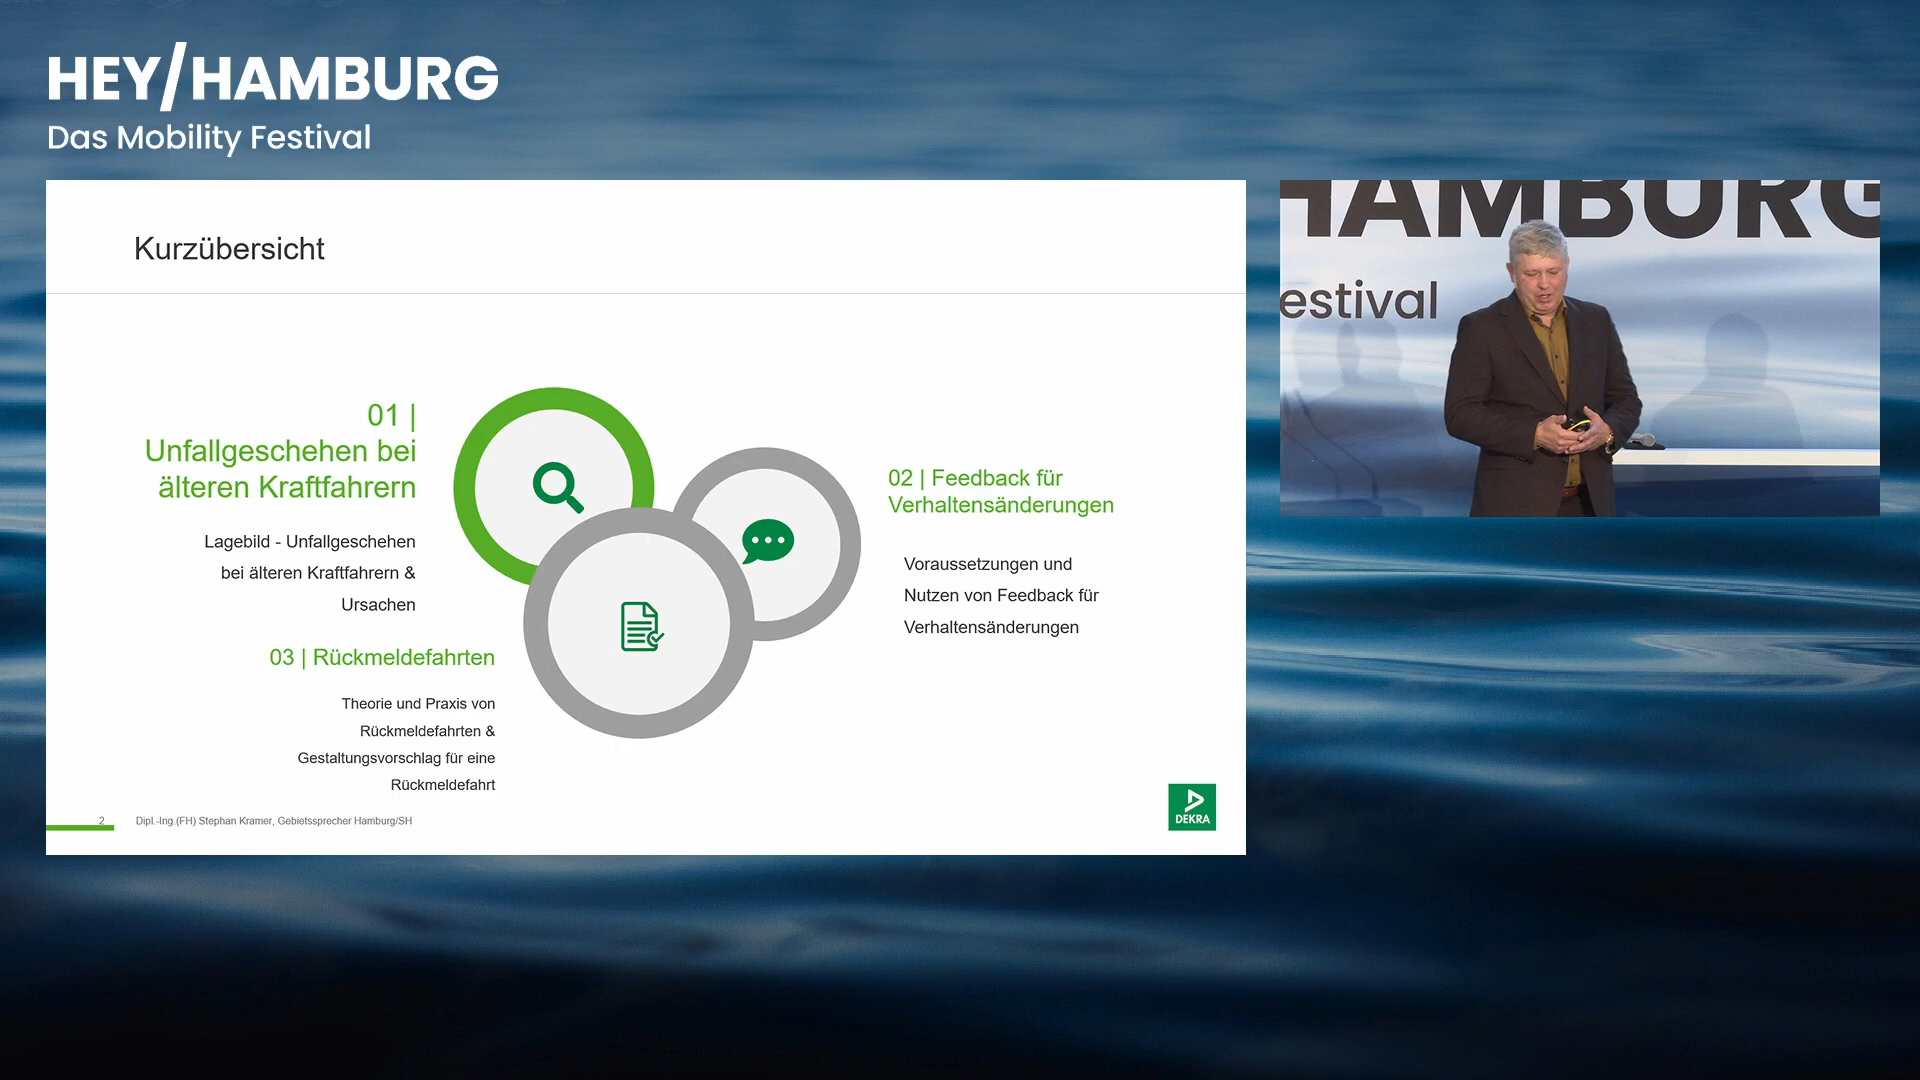 HEY/HAMBURG
Das Mobility Festival
Kurzübersicht
01 |
Unfallgeschehen bei
älteren Kraftfahrern
Lagebild - Unfallgeschehen
bei älteren Kraftfahrern &
Ursachen
02 | Feedback für
Verhaltensänderungen
Voraussetzungen und
Nutzen von Feedback für
Verhaltensänderungen
03 | Rückmeldefahrten
Theorie und Praxis von
Rückmeldefahrten &
Gestaltungsvorschlag für eine
Rückmeldefahrt
2
Dipl.-Ing.(FH) Stephan Kramer, Gebietssprecher Hamburg/SH
DEKRA
HAMBURG
estival